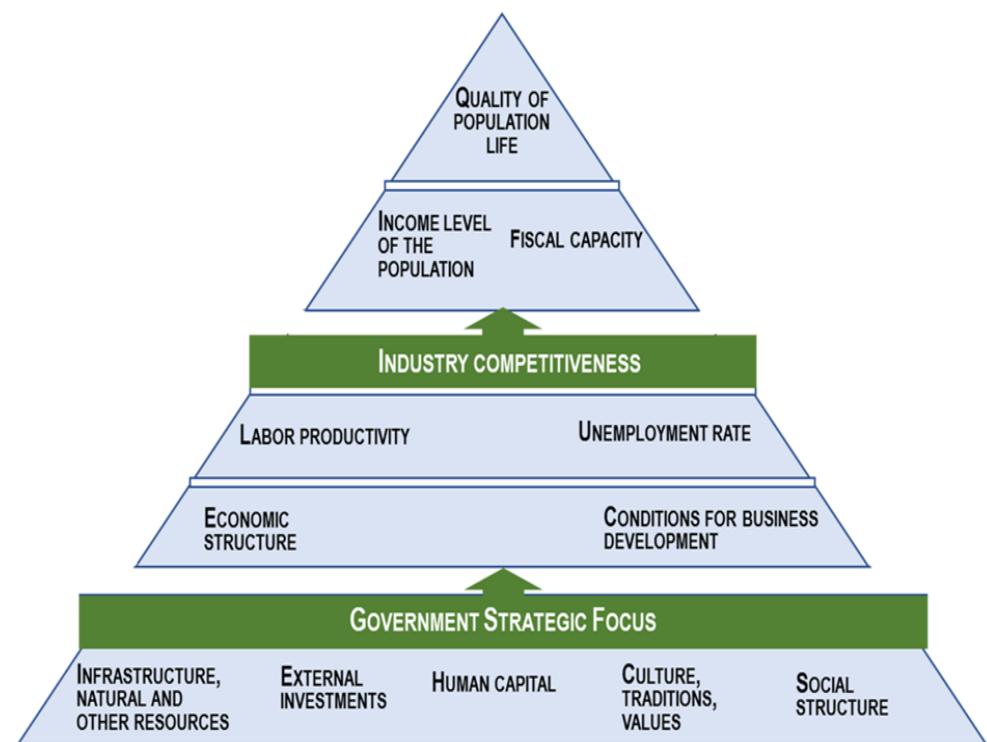 QUALITY OF
POPULATION
LIFE
INCOME LEVEL
OF THE
POPULATION
FISCAL CAPACITY
INDUSTRY COMPETITIVENESS
LABOR PRODUCTIVITY
UNEMPLOYMENT RATE
ECONOMIC
STRUCTURE
CONDITIONS FOR BUSINESS
DEVELOPMENT
GOVERNMENT STRATEGIC FOCUS
INFRASTRUCTURE,
NATURAL AND
OTHER RESOURCES
EXTERNAL
INVESTMENTS
HUMAN CAPITAL
CULTURE,
TRADITIONS,
VALUES
SOCIAL
STRUCTURE